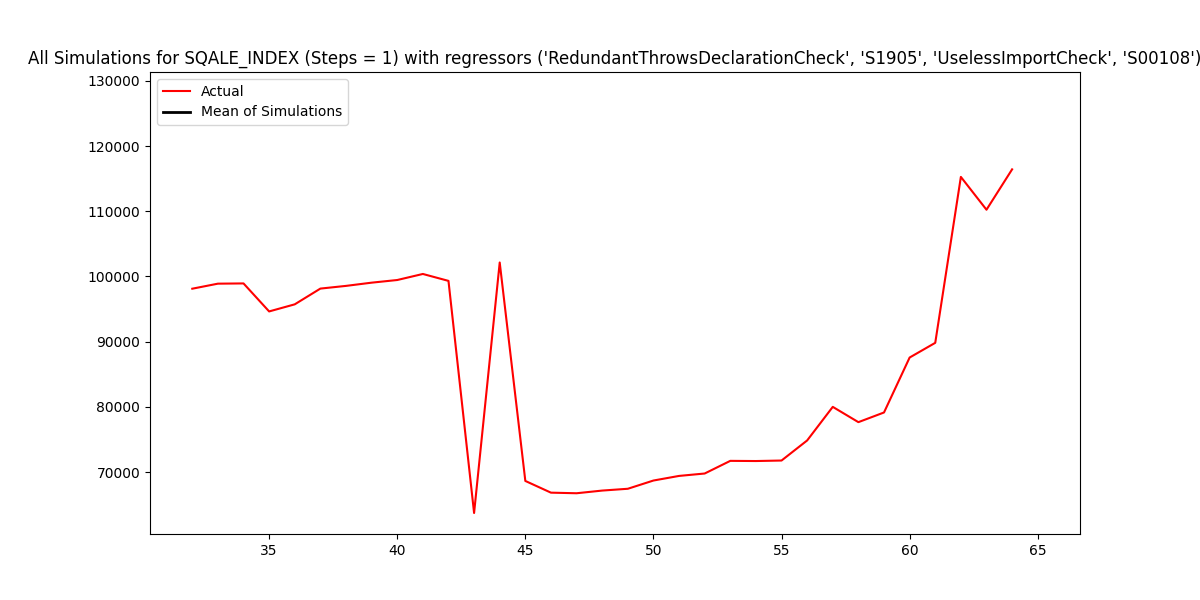 All Simulations for SQALE_INDEX (Steps = 1) with regressors ('RedundantThrowsDeclarationCheck', 'S1905', 'UselessImportCheck', 'S00108')
Actual
Mean of Simulations
130000
120000
110000
100000
90000
80000
70000
35 40 45 50 55 60 65